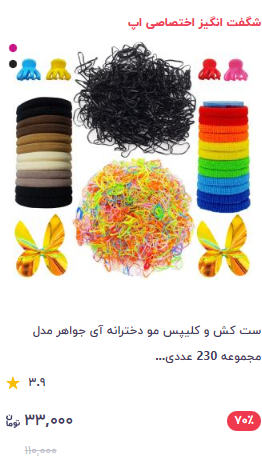 شگفت انگیز اختصاصی اپ
ست کش و کلیپس مو دخترانه آی جواهر مدل
مجموعه 230 عددی...
۳.۹
۷۰٪ ۳۳,۰۰۰ تومان
۱۱۰,۰۰۰